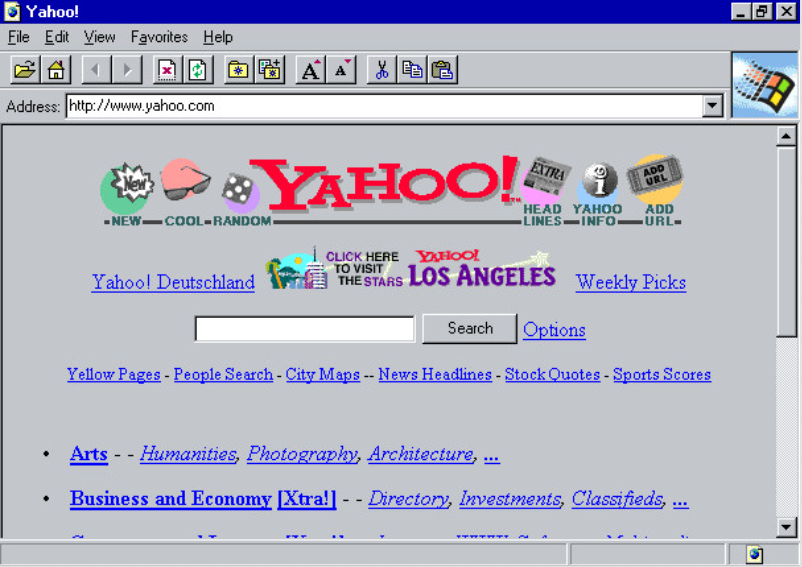 Yahoo!
File Edit View Favorites Help
Address: http://www.yahoo.com
New EXTRA i ADD URL
YAHOO!™
NEW COOL RANDOM HEAD LINES YAHOO INFO ADD URL
Yahoo! Deutschland CLICK HERE TO VISIT THE STARS YAHOO! LOS ANGELES Weekly Picks
Search Options
Yellow Pages - People Search - City Maps -- News Headlines - Stock Quotes - Sports Scores
• Arts - - Humanities, Photography, Architecture, ...
• Business and Economy [Xtra!] - - Directory, Investments, Classifieds, ...